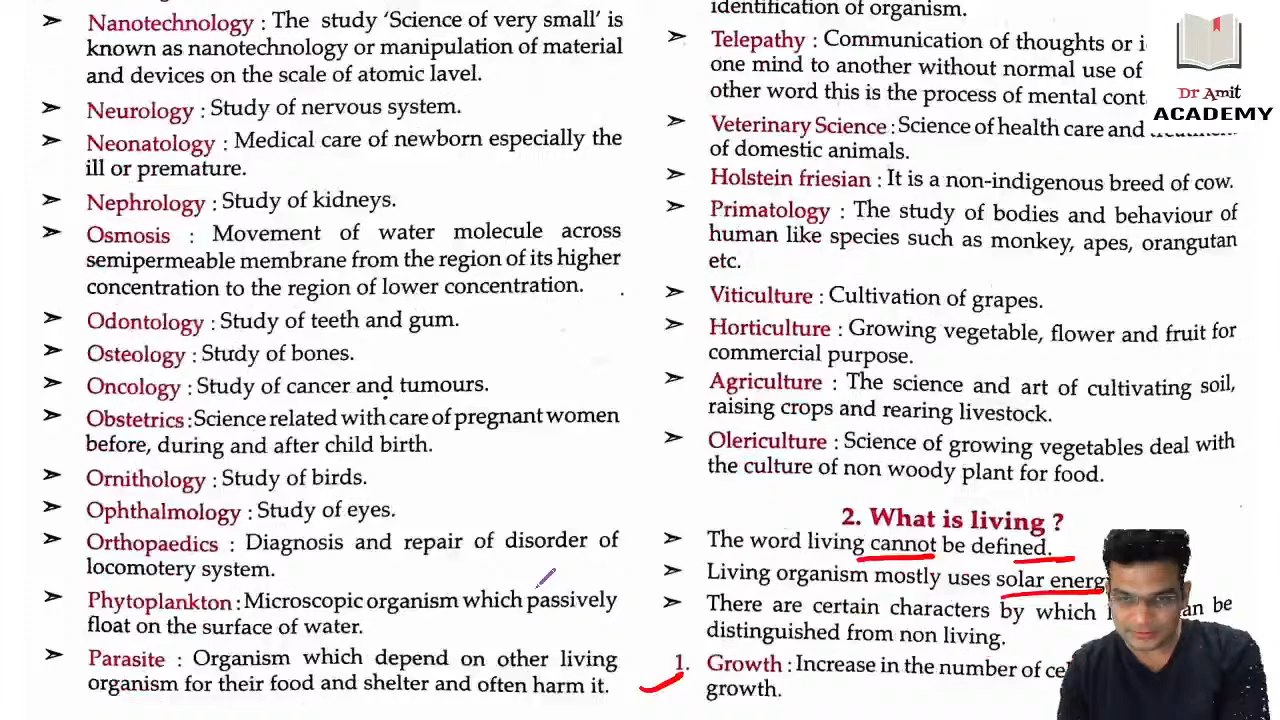 Nanotechnology : The study 'Science of very small' is
known as nanotechnology or manipulation of material
and devices on the scale of atomic lavel.
Neurology : Study of nervous system.
Neonatology : Medical care of newborn especially the
ill or premature.
Nephrology : Study of kidneys.
Osmosis : Movement of water molecule across
semipermeable membrane from the region of its higher
concentration to the region of lower concentration.
Odontology : Study of teeth and gum.
Osteology : Study of bones.
Oncology : Study of cancer and tumours.
Obstetrics : Science related with care of pregnant women
before, during and after child birth.
Ornithology : Study of birds.
Ophthalmology : Study of eyes.
Orthopaedics : Diagnosis and repair of disorder of
locomotery system.
Phytoplankton : Microscopic organism which passively
float on the surface of water.
Parasite : Organism which depend on other living
organism for their food and shelter and often harm it.
identification of organism.
Telepathy : Communication of thoughts or
one mind to another without normal use of
other word this is the process of mental
Veterinary Science : Science of health care and
of domestic animals.
Holstein friesian : It is a non-indigenous breed of cow.
Primatology : The study of bodies and behaviour of
human like species such as monkey, apes, orangutan
etc.
Viticulture : Cultivation of grapes.
Horticulture : Growing vegetable, flower and fruit for
commercial purpose.
Agriculture : The science and art of cultivating soil,
raising crops and rearing livestock.
Olericulture : Science of growing vegetables deal with
the culture of non woody plant for food.
2. What is living ?
The word living cannot be defined.
Living organism mostly uses solar
There are certain characters by which be
distinguished from non living.
1. Growth : Increase in the number of
growth.
Dr Amit
ACADEMY